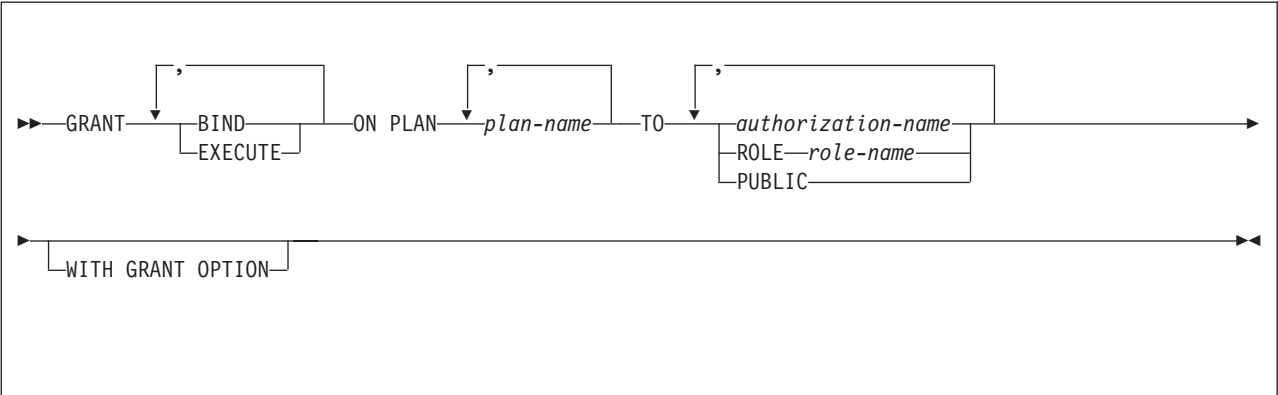 , , ,
GRANT BIND ON PLAN plan-name TO authorization-name
EXECUTE ROLE role-name
PUBLIC
WITH GRANT OPTION